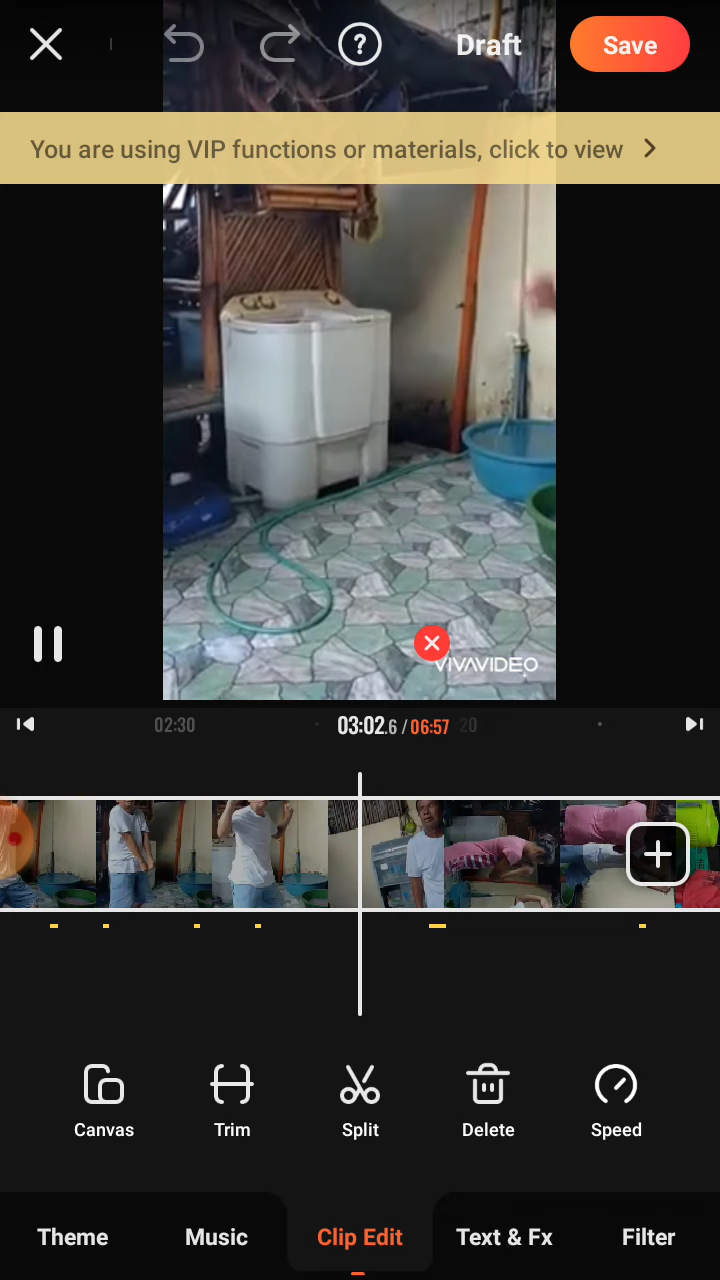 Draft
Save
You are using VIP functions or materials, click to view
VIVAVIDEO
02:30
03:02.6 / 06:57
20
Canvas
Trim
Split
Delete
Speed
Theme
Music
Clip Edit
Text & Fx
Filter